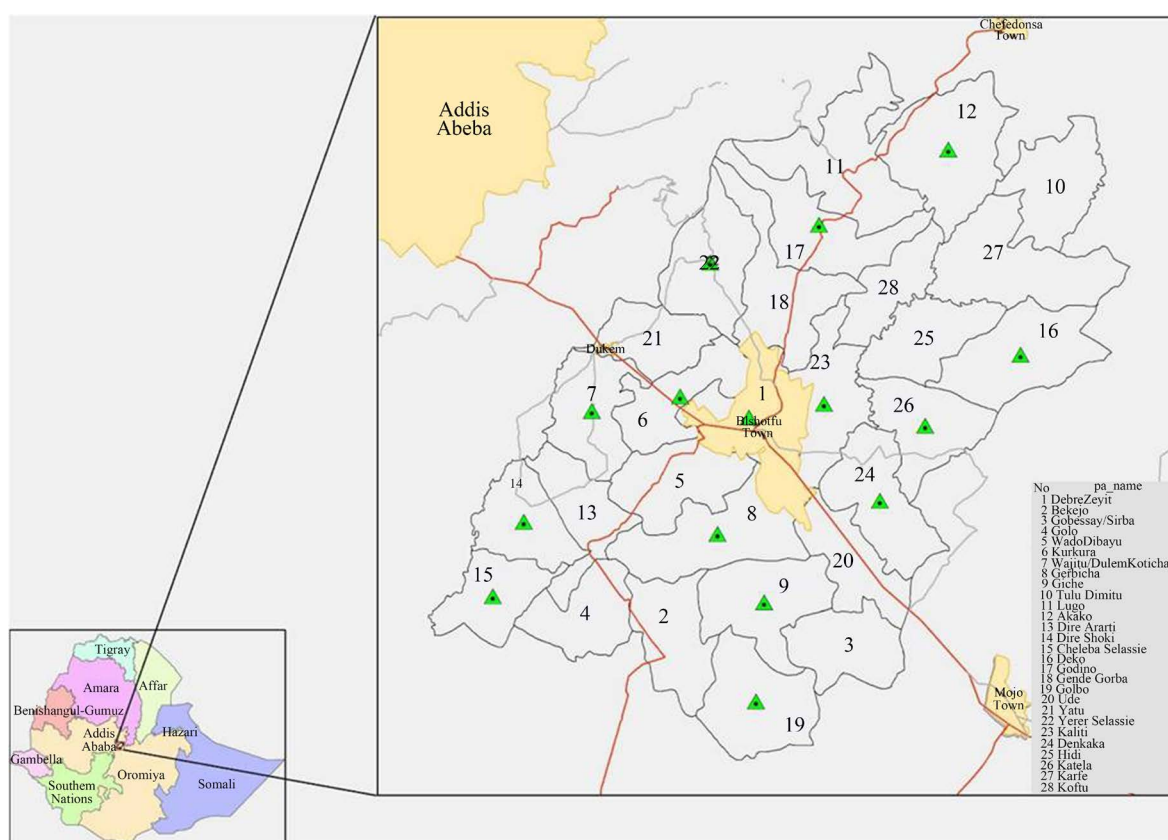 Chefedonsa
Town
Addis
Abeba
12
11
10
17
27
22
28
18
25
16
21
Dukem
23
7
1
6
26
Blshotfu
Town
24
5
14
13
8
20
15
9
4
2
3
19
Mojo
Town
No pa_name
1 DebreZeyit
2 Bekejo
3 Gobessay/Sirba
4 Golo
5 WadoDibayu
6 Kurkura
7 Wajitu/DulemKoticha
8 Gerbicha
9 Giche
10 Tulu Dimitu
11 Lugo
12 Akako
13 Dire Ararti
14 Dire Shoki
15 Cheleba Selassie
16 Deko
17 Godino
18 Gende Gorba
19 Golbo
20 Ude
21 Yatu
22 Yerer Selassie
23 Kaliti
24 Denkaka
25 Hidi
26 Katela
27 Karfe
28 Koftu
Tigray
Amara
Affar
Benishangul-Gumuz
Addis
Ababa
Hazari
Gambella
Oromiya
Somali
Southem
Nations